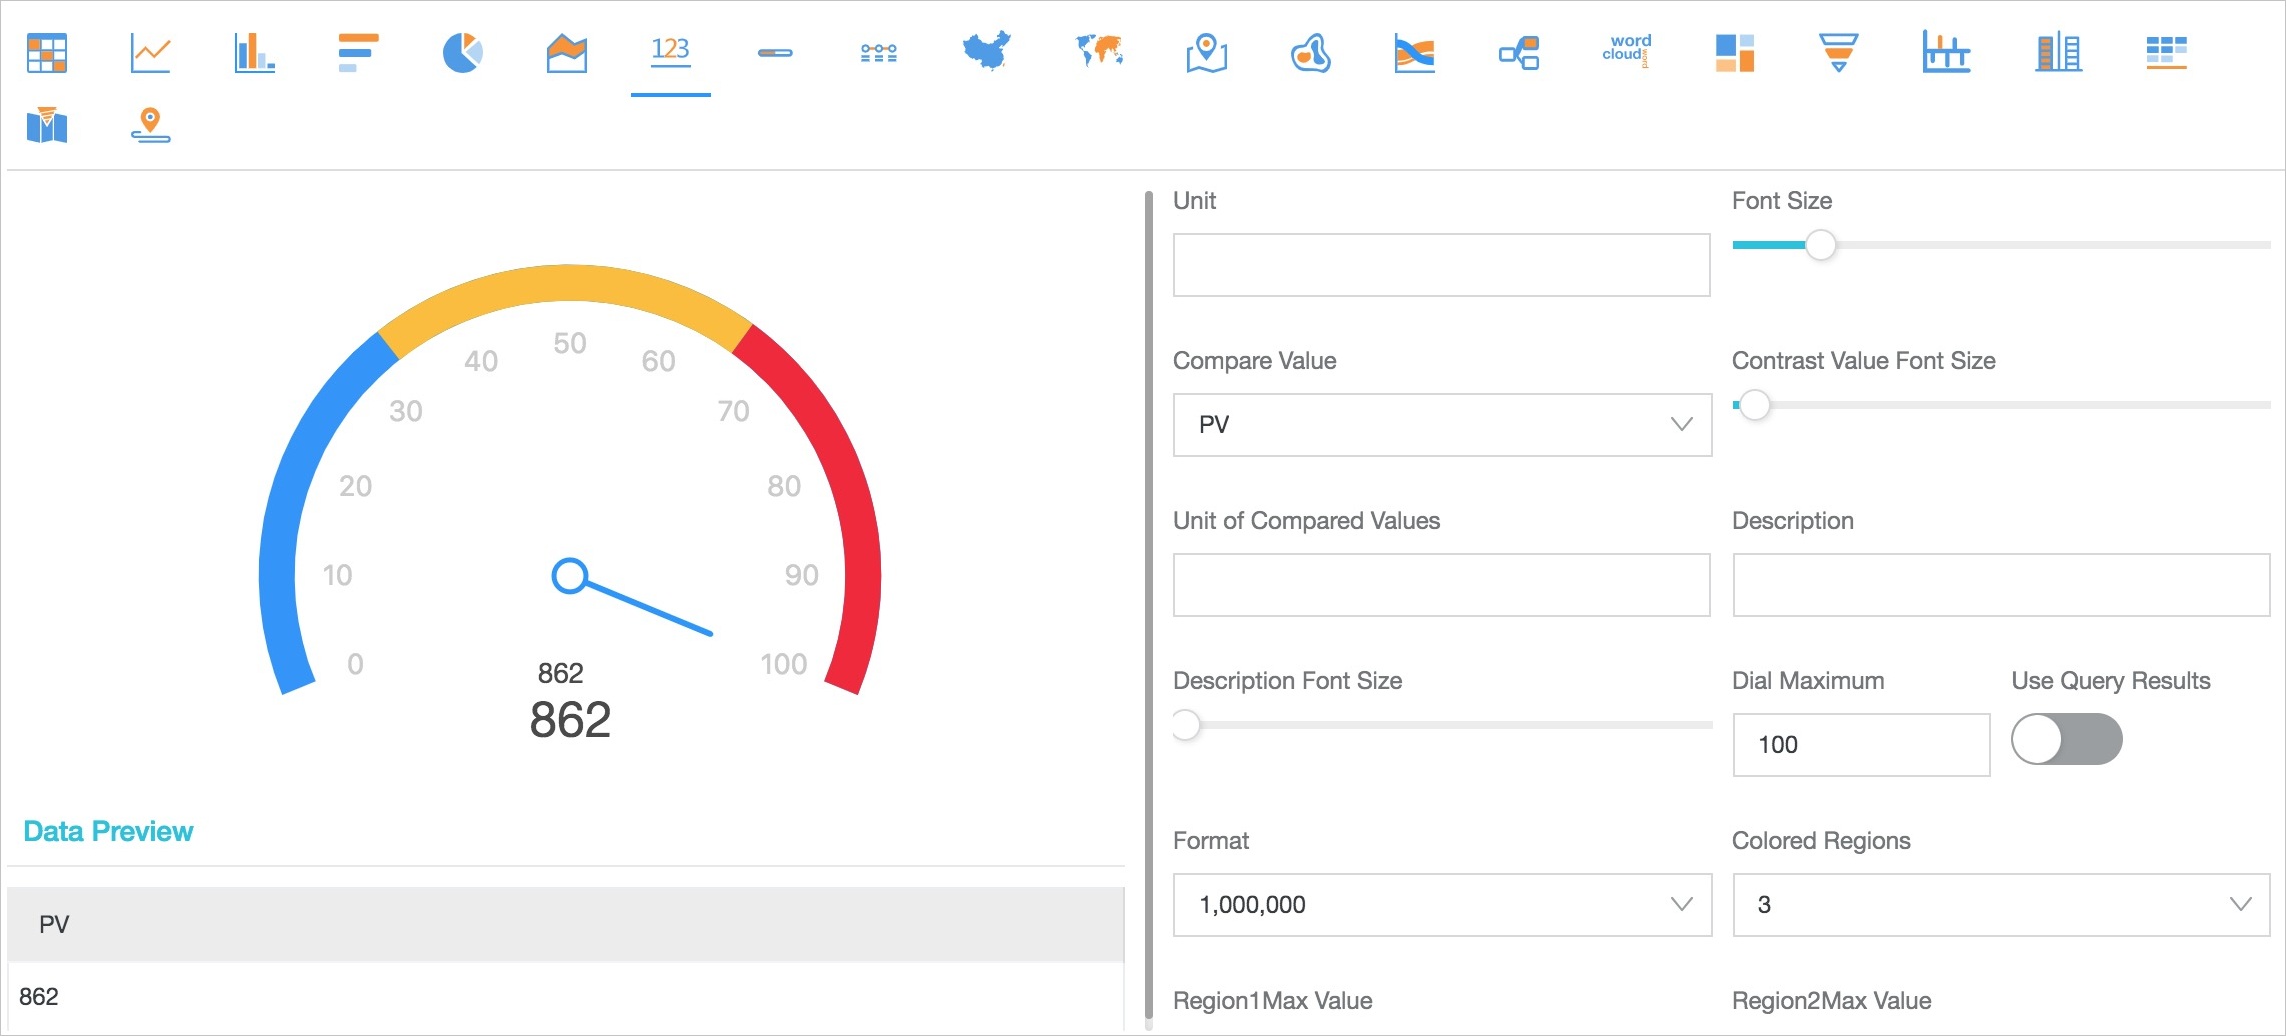 123
word
cloud
word
Unit
Font Size
50
40
60
30
70
20
80
10
90
0
100
862
862
Compare Value
Contrast Value Font Size
PV
Unit of Compared Values
Description
Description Font Size
Dial Maximum
Use Query Results
100
Data Preview
Format
Colored Regions
1,000,000
3
PV
862
Region1Max Value
Region2Max Value